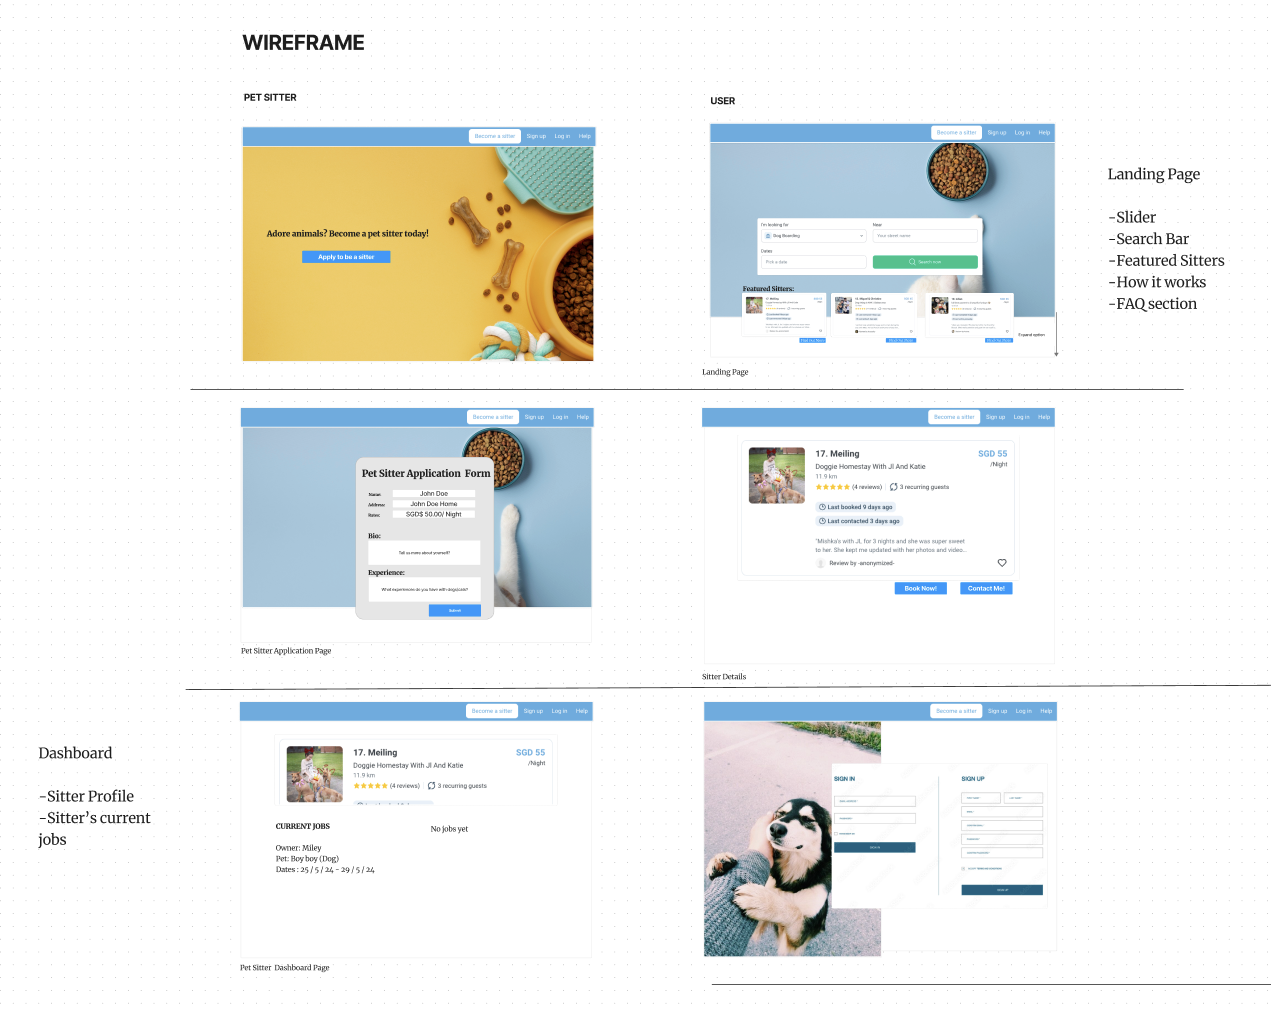 WIREFRAME
PET SITTER
USER
Become a sitter Sign up Log in Help
Adore animals? Become a pet sitter today!
Apply to be a sitter
Become a sitter Sign up Log in Help
I'm looking for:
Near:
Dog Boarding
Your street name
Dates:
Pick a date
Search now
Featured Sitters:
17. Meiling
Expand option
Landing Page
Landing Page
-Slider
-Search Bar
-Featured Sitters
-How it works
-FAQ section
Become a sitter Sign up Log in Help
Pet Sitter Application Form
Name: John Doe
Address: John Doe Home
Rates: SGD$ 50.00/ Night
Bio:
Tell us more about yourself?
Experience:
What experiences do you have with dogs/cats?
Submit
Pet Sitter Application Page
Become a sitter Sign up Log in Help
17. Meiling
SGD 55
/Night
Doggie Homestay With Jl And Katie
11.9 km
(4 reviews) 3 recurring guests
Last booked 9 days ago
Last contacted 3 days ago
"Mishka's with JL for 3 nights and she was super sweet
to her. She kept me updated with her photos and video...
Review by -anonymized-
Book Now! Contact Me!
Sitter Details
Dashboard
-Sitter Profile
-Sitter's current
jobs
Become a sitter Sign up Log in Help
17. Meiling
SGD 55
/Night
Doggie Homestay With Jl And Katie
11.9 km
(4 reviews) 3 recurring guests
CURRENT JOBS
No jobs yet
Owner: Miley
Pet: Boy boy (Dog)
Dates : 25 / 5 / 24 - 29 / 5 / 24
Pet Sitter Dashboard Page
Become a sitter Sign up Log in Help
SIGN IN
SIGN UP
SIGN IN
SIGN UP